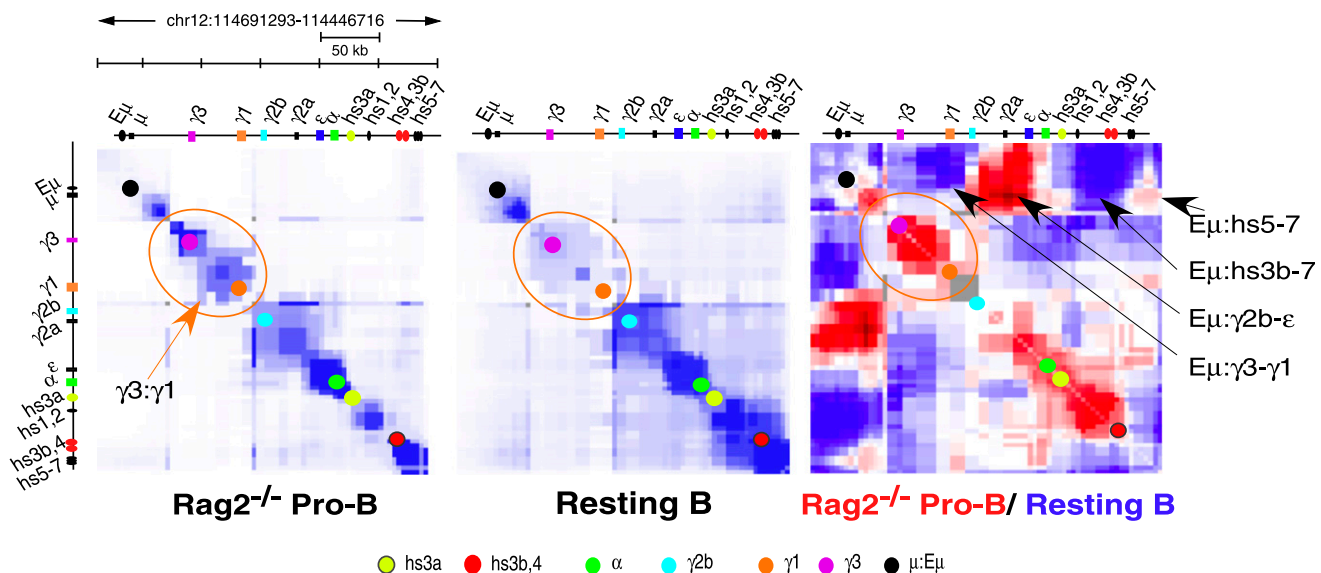 chr12:114691293-114446716
50 kb
Eμ μ γ3 γ1 γ2b γ2a ε α hs3a hs1,2 hs4,3b hs5-7
Eμ μ γ3 γ1 γ2b γ2a ε α hs3a hs1,2 hs4,3b hs5-7
Eμ μ γ3 γ1 γ2b γ2a ε α hs3a hs1,2 hs4,3b hs5-7
Eμ
μ
γ3
γ1
γ2b
γ2a
α ε
hs3a
hs1,2
hs3b,4
hs5-7
γ3:γ1
Eμ:hs5-7
Eμ:hs3b-7
Eμ:γ2b-ε
Eμ:γ3-γ1
Rag2-/- Pro-B
Resting B
Rag2-/- Pro-B/ Resting B
hs3a hs3b,4 α γ2b γ1 γ3 μ:Eμ